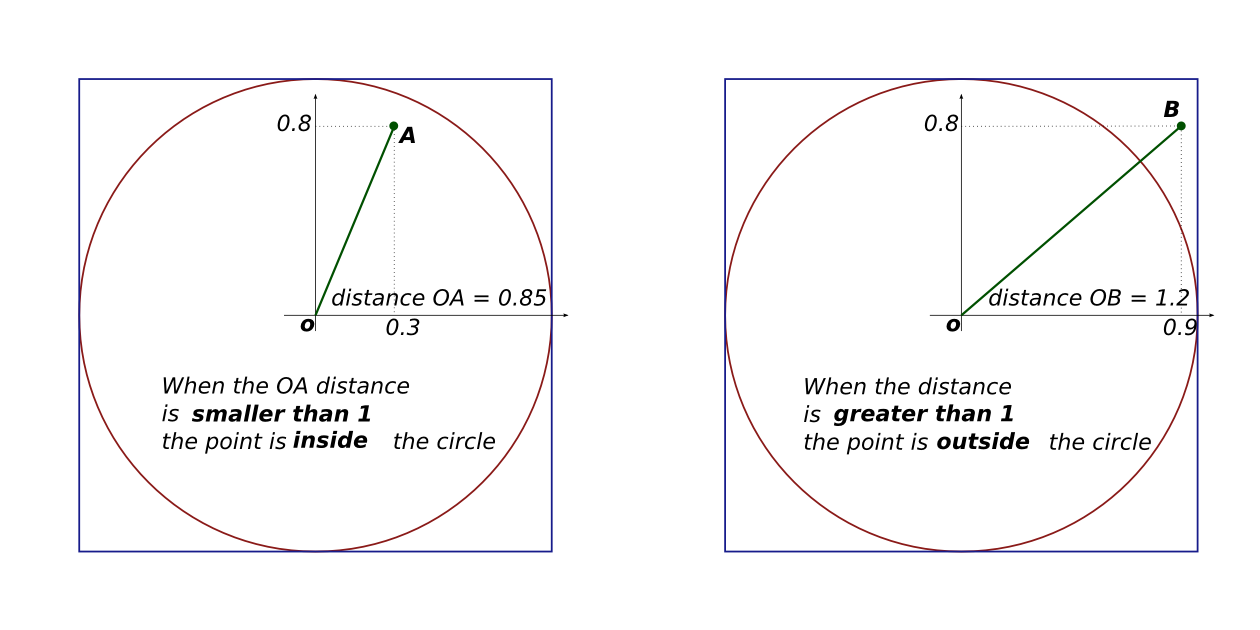 0.8
A
distance OA = 0.85
o
0.3
When the OA distance
is smaller than 1
the point is inside the circle
B
0.8
distance OB = 1.2
o
0.9
When the distance
is greater than 1
the point is outside the circle